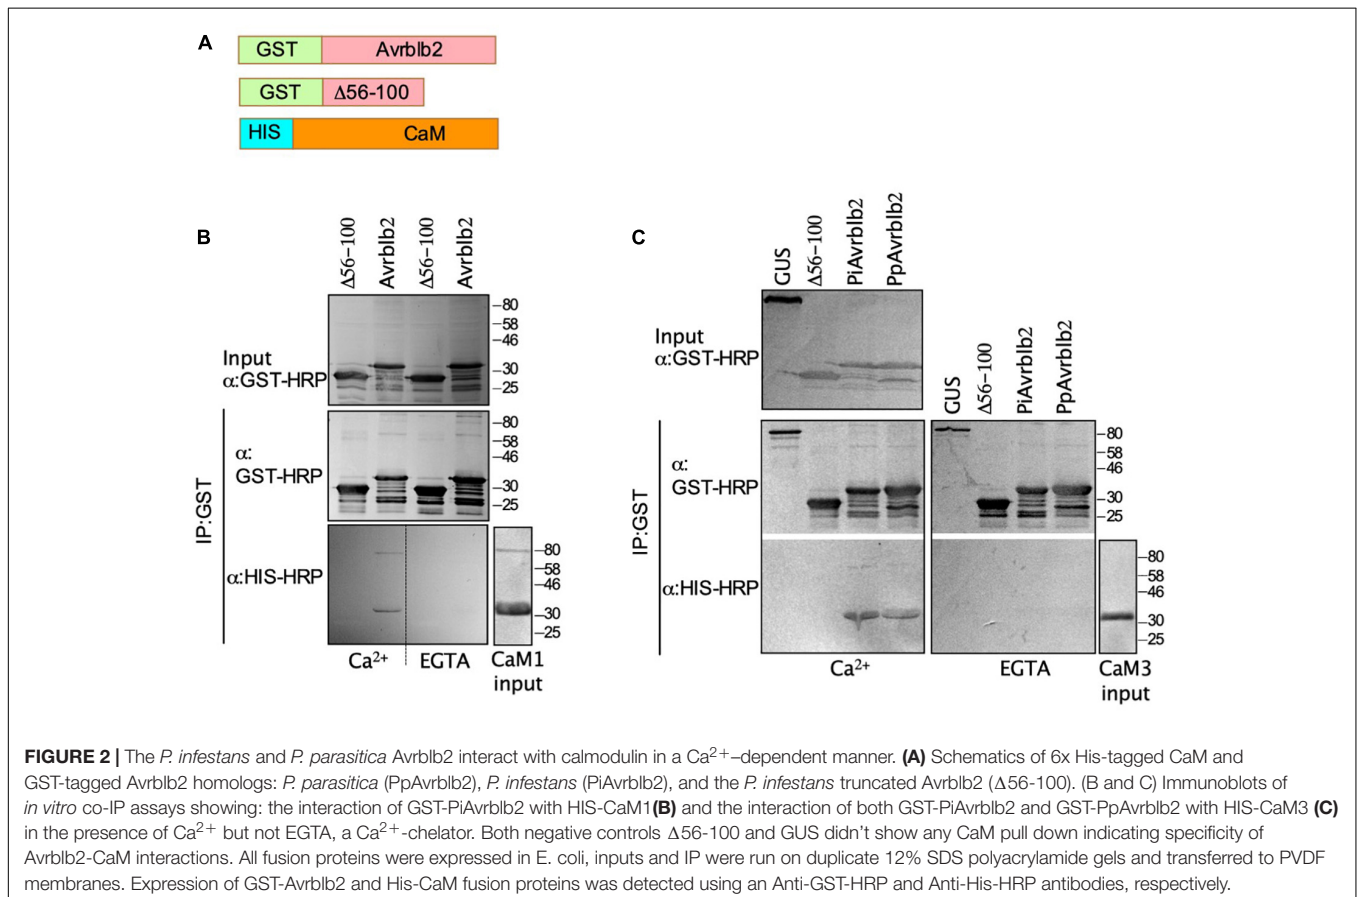 A
GST Avrblb2
GST Δ56-100
HIS CaM
B
Δ56–100 Avrblb2 Δ56–100 Avrblb2
Input
α:GST-HRP
–80
–58
–46
–30
–25
IP:GST
α:
GST-HRP
–80
–58
–46
–30
–25
α:HIS-HRP
–80
–58
–46
–30
–25
Ca2+ EGTA CaM1
input
C
GUS Δ56–100 PiAvrblb2 PpAvrblb2
Input
α:GST-HRP
GUS Δ56–100 PiAvrblb2 PpAvrblb2
IP:GST
α:
GST-HRP
–80
–58
–46
–30
–25
α:HIS-HRP
–80
–58
–46
–30
–25
Ca2+ EGTA CaM3
input
FIGURE 2 | The P. infestans and P. parasitica Avrblb2 interact with calmodulin in a Ca2+–dependent manner. (A) Schematics of 6x His-tagged CaM and
GST-tagged Avrblb2 homologs: P. parasitica (PpAvrblb2), P. infestans (PiAvrblb2), and the P. infestans truncated Avrblb2 (Δ56-100). (B and C) Immunoblots of
in vitro co-IP assays showing: the interaction of GST-PiAvrblb2 with HIS-CaM1(B) and the interaction of both GST-PiAvrblb2 and GST-PpAvrblb2 with HIS-CaM3 (C)
in the presence of Ca2+ but not EGTA, a Ca2+-chelator. Both negative controls Δ56-100 and GUS didn't show any CaM pull down indicating specificity of
Avrblb2-CaM interactions. All fusion proteins were expressed in E. coli, inputs and IP were run on duplicate 12% SDS polyacrylamide gels and transferred to PVDF
membranes. Expression of GST-Avrblb2 and His-CaM fusion proteins was detected using an Anti-GST-HRP and Anti-His-HRP antibodies, respectively.